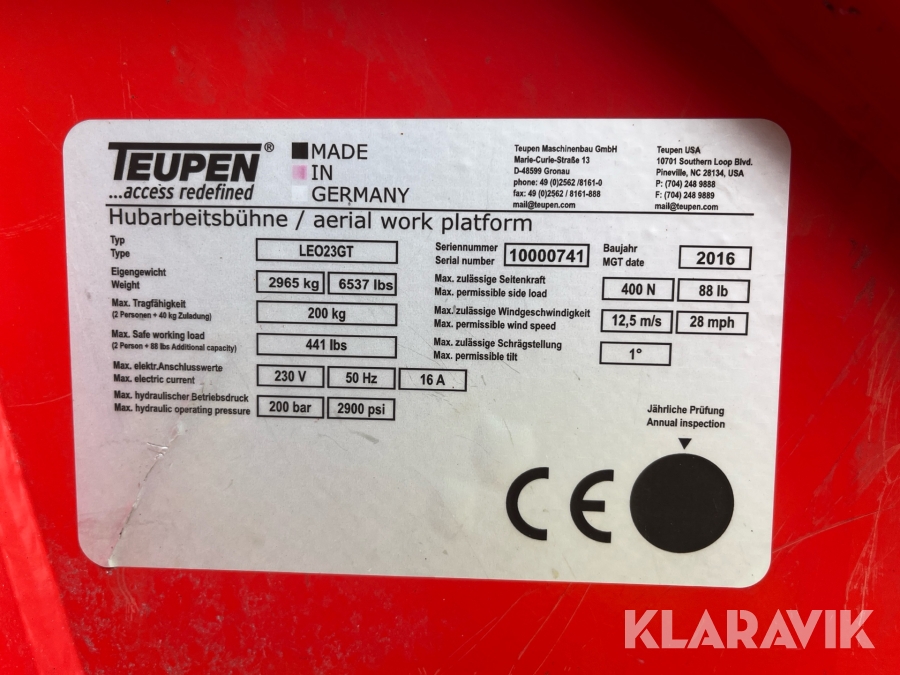 TEUPEN®
...access redefined
MADE
IN
GERMANY
Teupen Maschinenbau GmbH
Marie-Curie-Straße 13
D-48599 Gronau
phone: 49 (0)2562 /8161-0
fax: 49 (0)2562 / 8161-888
mail@teupen.com
Teupen USA
10701 Southern Loop Blvd.
Pineville, NC 28134, USA
P: (704) 248 9888
F: (704) 248 9889
mail@teupen.com
Hubarbeitsbühne / aerial work platform
Typ
Type
LEO23GT
Eigengewicht
Weight
2965 kg
6537 lbs
Max. Tragfähigkeit
(2 Personen + 40 kg Zuladung)
200 kg
Max. Safe working load
(2 Person + 88 lbs Additional capacity)
441 lbs
Max. elektr.Anschlusswerte
Max. electric current
230 V
50 Hz
16 A
Max. hydraulischer Betriebsdruck
Max. hydraulic operating pressure
200 bar
2900 psi
Seriennummer
Serial number
10000741
Baujahr
MGT date
2016
Max. zulässige Seitenkraft
Max. permissible side load
400 N
88 lb
Max. zulässige Windgeschwindigkeit
Max. permissible wind speed
12,5 m/s
28 mph
Max. zulässige Schrägstellung
Max. permissible tilt
1°
Jährliche Prüfung
Annual inspection
CE
KLARAVIK